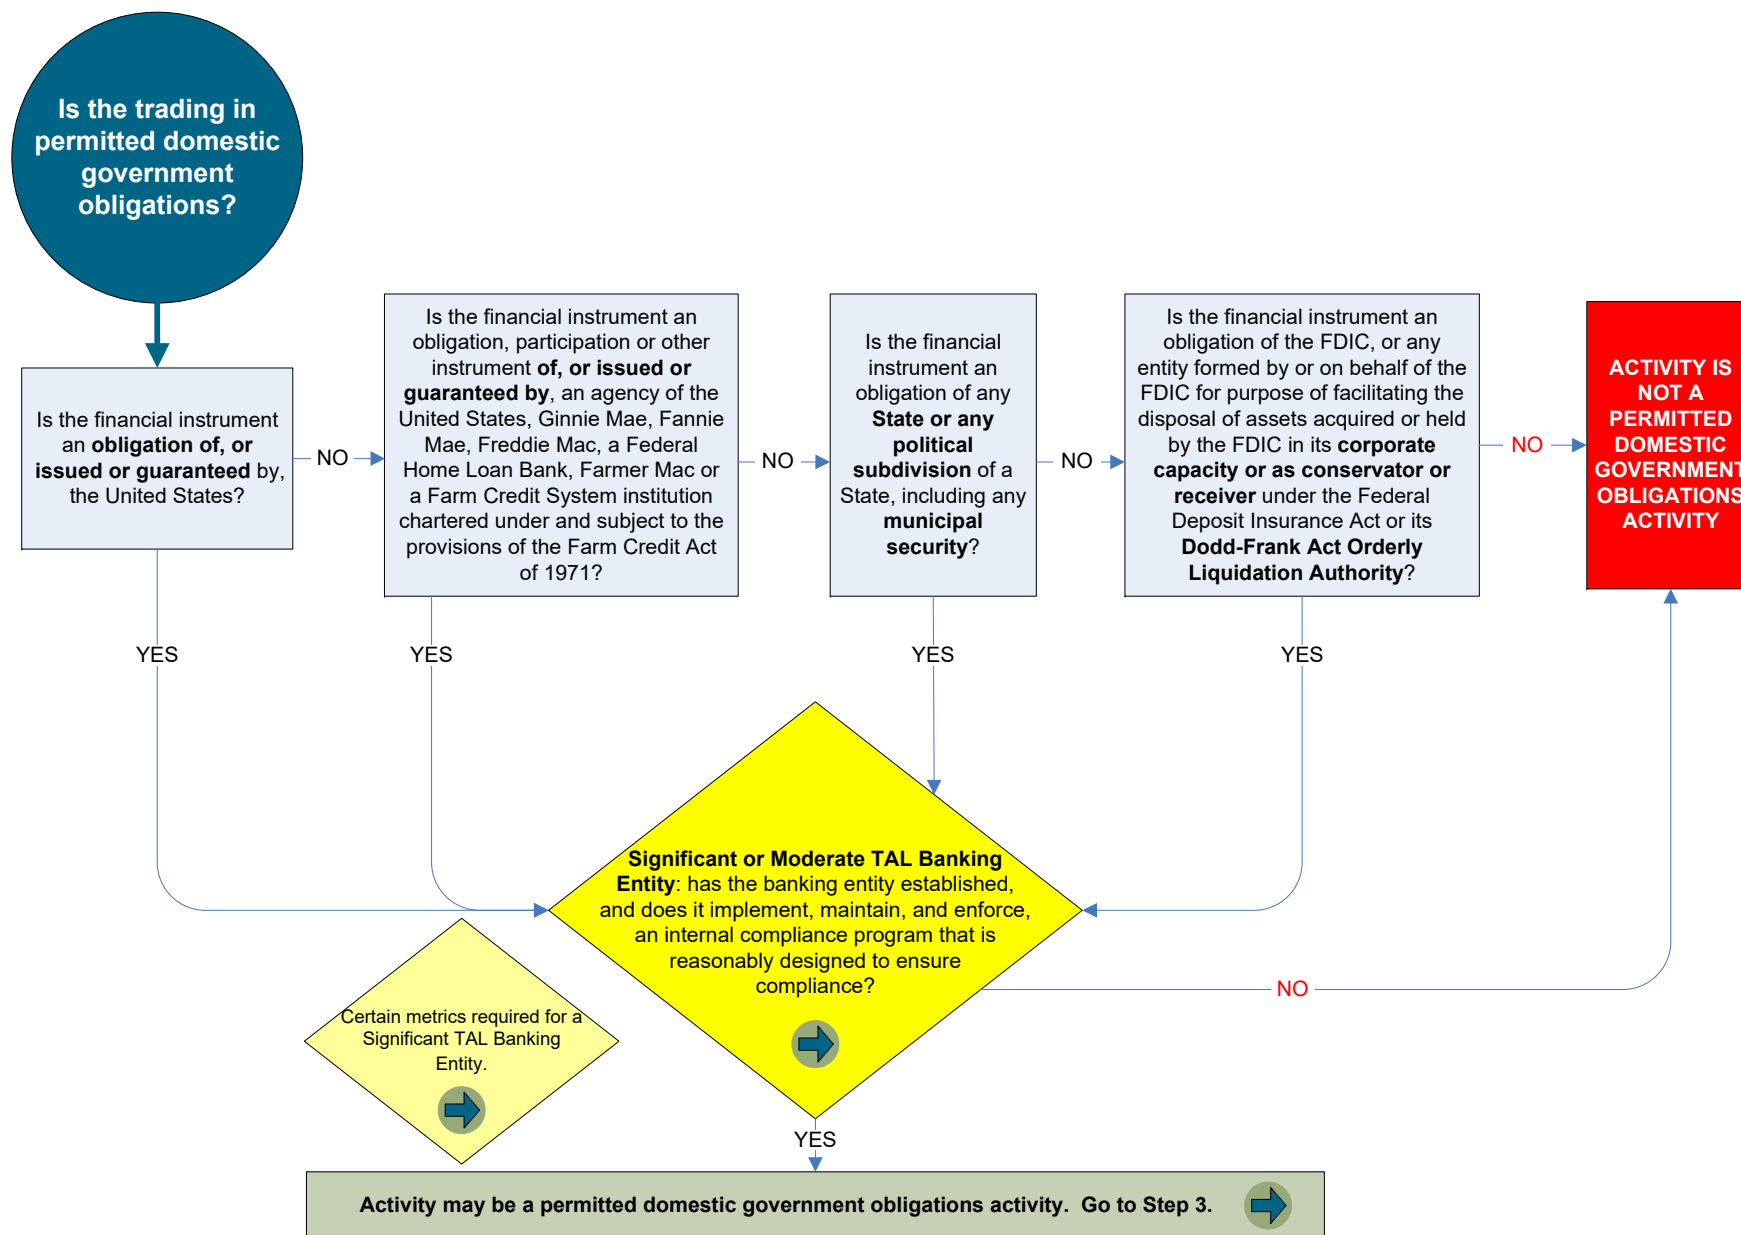 Is the trading in
permitted domestic
government
obligations?
Is the financial instrument
an obligation of, or
issued or guaranteed by,
the United States?
NO
Is the financial instrument an
obligation, participation or other
instrument of, or issued or
guaranteed by, an agency of the
United States, Ginnie Mae, Fannie
Mae, Freddie Mac, a Federal
Home Loan Bank, Farmer Mac or
a Farm Credit System institution
chartered under and subject to the
provisions of the Farm Credit Act
of 1971?
NO
Is the financial
instrument an
obligation of any
State or any
political
subdivision of a
State, including any
municipal
security?
NO
Is the financial instrument an
obligation of the FDIC, or any
entity formed by or on behalf of the
FDIC for purpose of facilitating the
disposal of assets acquired or held
by the FDIC in its corporate
capacity or as conservator or
receiver under the Federal
Deposit Insurance Act or its
Dodd-Frank Act Orderly
Liquidation Authority?
NO
ACTIVITY IS
NOT A
PERMITTED
DOMESTIC
GOVERNMENT
OBLIGATIONS
ACTIVITY
YES
YES
YES
YES
Significant or Moderate TAL Banking
Entity: has the banking entity established,
and does it implement, maintain, and enforce,
an internal compliance program that is
reasonably designed to ensure
compliance?
NO
Certain metrics required for a
Significant TAL Banking
Entity.
YES
Activity may be a permitted domestic government obligations activity.  Go to Step 3.